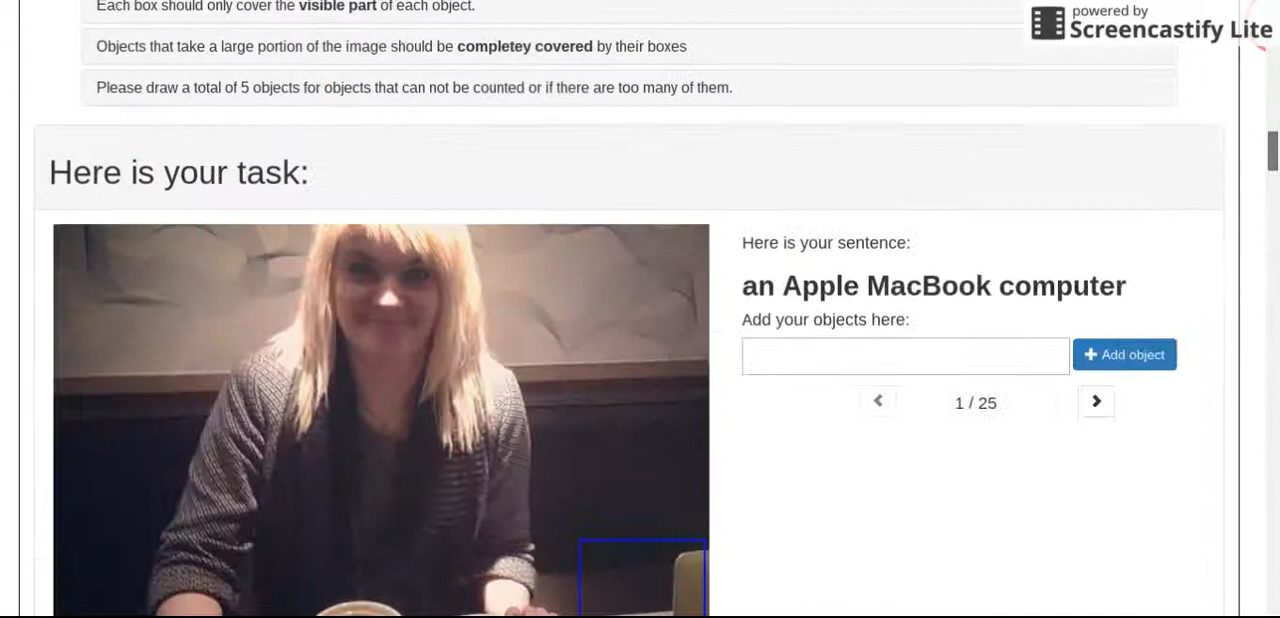 Each box should only cover the visible part of each object.
powered by
Screencastify Lite
Objects that take a large portion of the image should be completey covered by their boxes
Please draw a total of 5 objects for objects that can not be counted or if there are too many of them.
Here is your task:
Here is your sentence:
an Apple MacBook computer
Add your objects here:
Add object
1 / 25